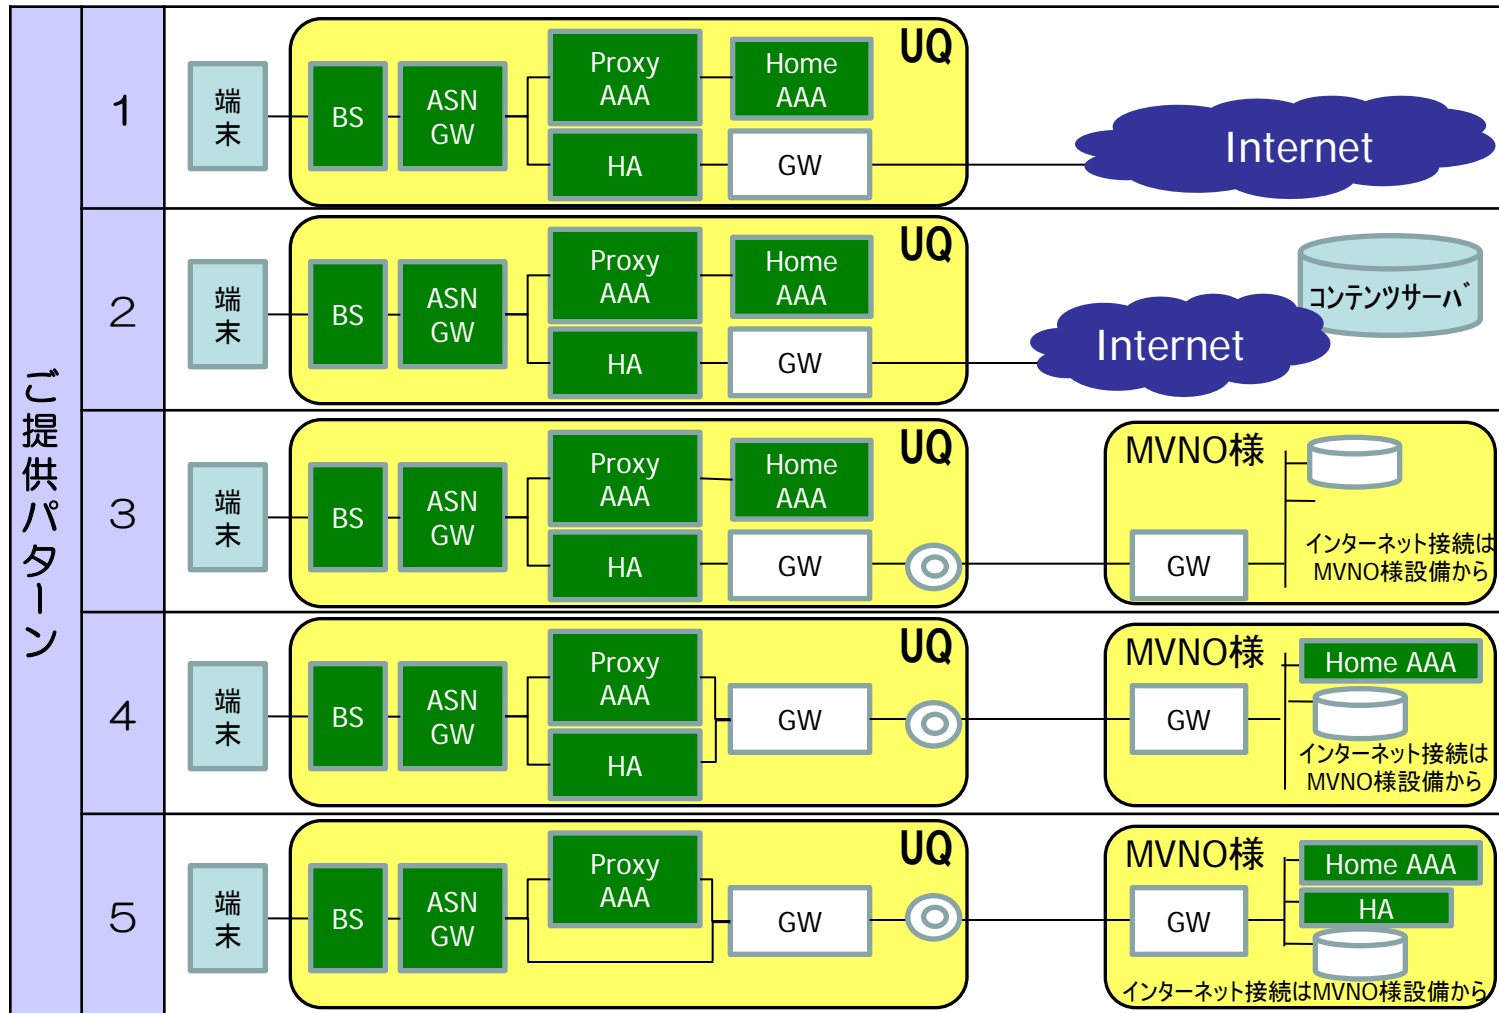 ご提供パターン
1
端
末
BS
ASN
GW
Proxy
AAA
Home
AAA
HA
GW
UQ
Internet
2
端
末
BS
ASN
GW
Proxy
AAA
Home
AAA
HA
GW
UQ
Internet
コンテンツサーバ
3
端
末
BS
ASN
GW
Proxy
AAA
Home
AAA
HA
GW
UQ
MVNO様
GW
インターネット接続は
MVNO様設備から
4
端
末
BS
ASN
GW
Proxy
AAA
HA
GW
UQ
MVNO様
GW
Home AAA
インターネット接続は
MVNO様設備から
5
端
末
BS
ASN
GW
Proxy
AAA
GW
UQ
MVNO様
GW
Home AAA
HA
インターネット接続はMVNO様設備から